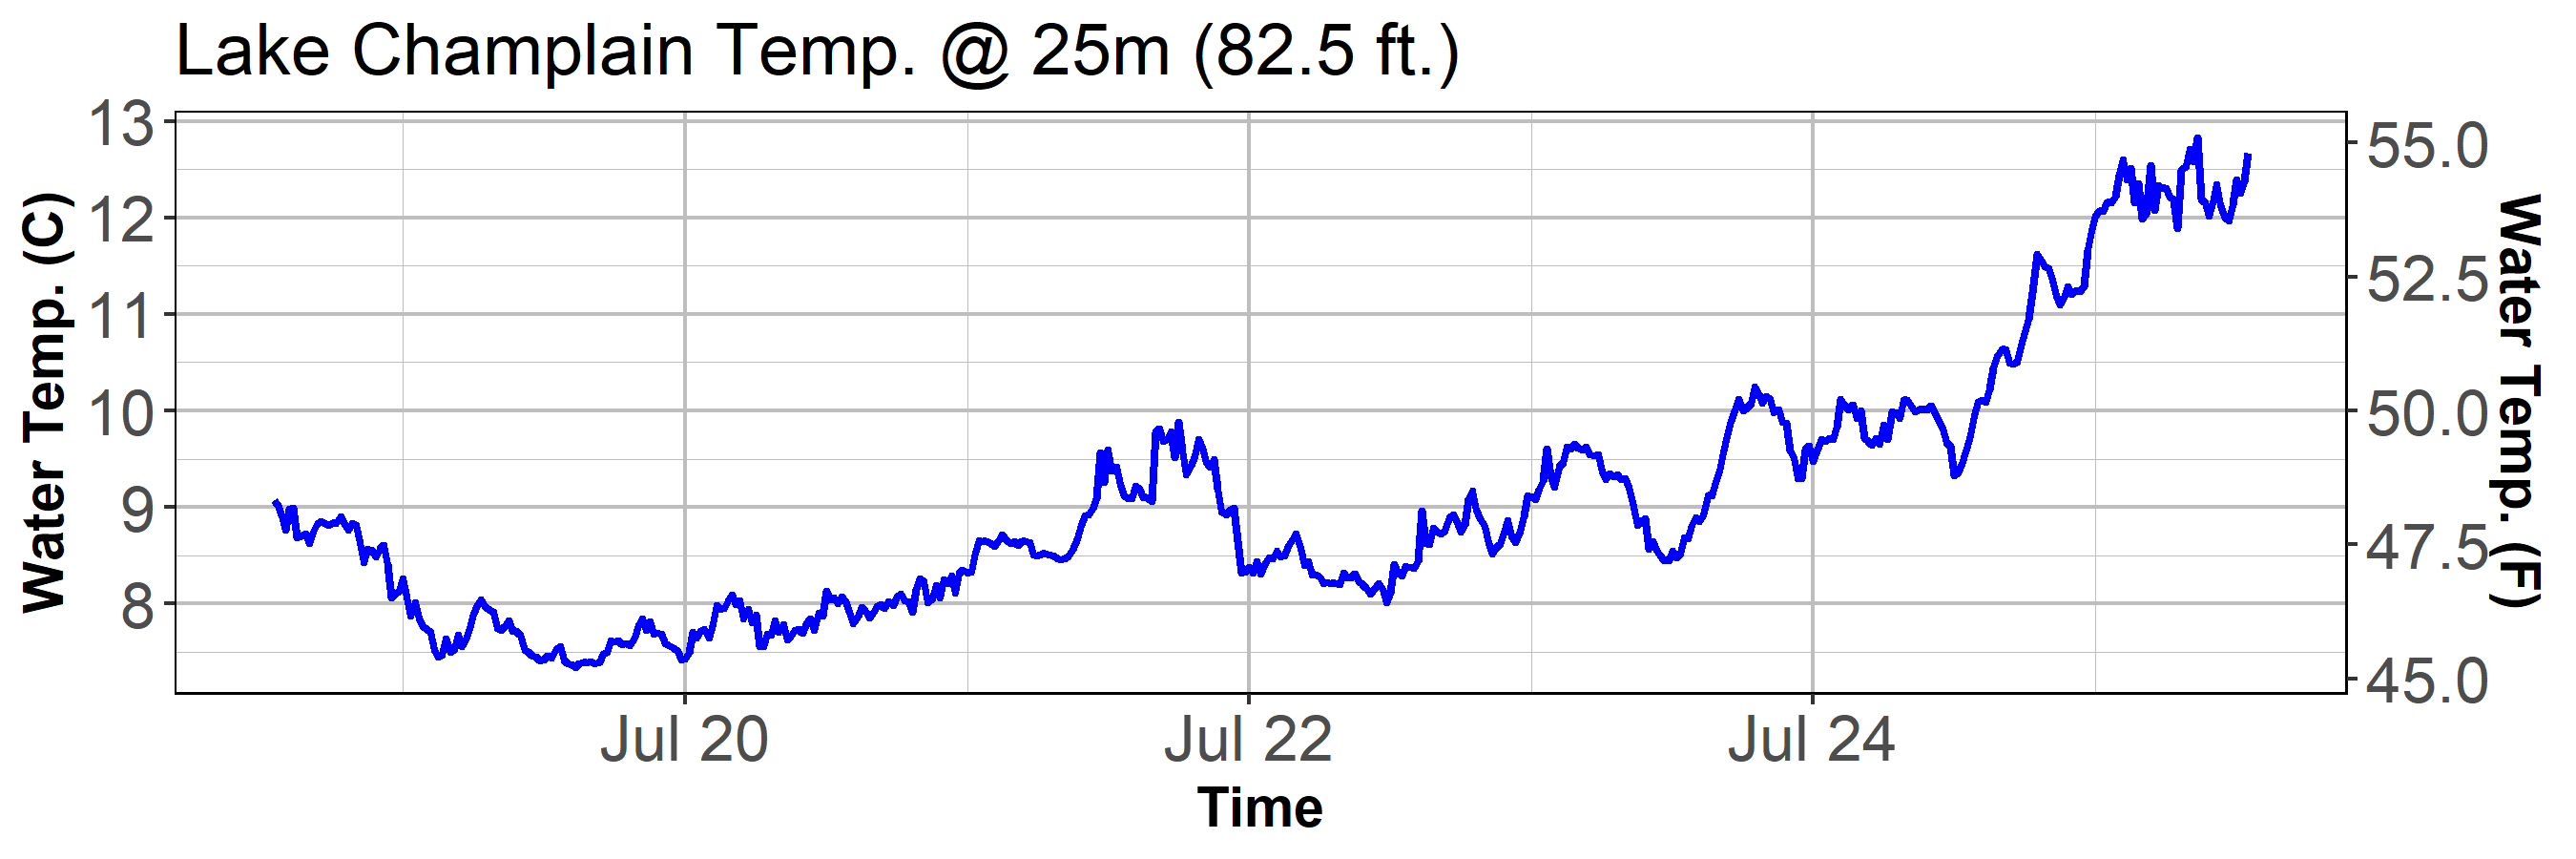 Lake Champlain Temp. @ 25m (82.5 ft.)
Water Temp. (C)
13
12
11
10
9
8
55.0
52.5
50.0
47.5
45.0
Water Temp. (F)
Jul 20
Jul 22
Jul 24
Time